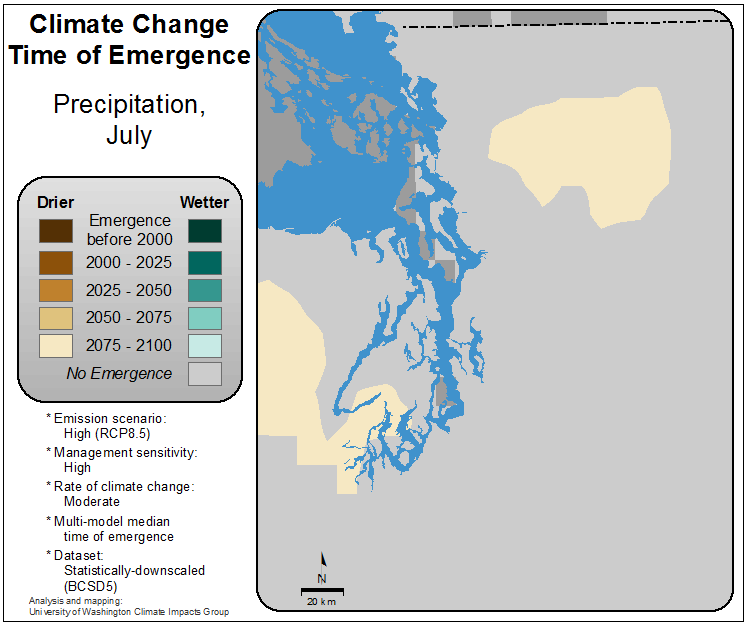 Climate Change
Time of Emergence
Precipitation,
July
Drier
Wetter
Emergence
before 2000
2000 - 2025
2025 - 2050
2050 - 2075
2075 - 2100
No Emergence
* Emission scenario:
High (RCP8.5)
* Management sensitivity:
High
* Rate of climate change:
Moderate
* Multi-model median
time of emergence
* Dataset:
Statistically-downscaled
(BCSD5)
Analysis and mapping:
University of Washington Climate Impacts Group
N
20 km